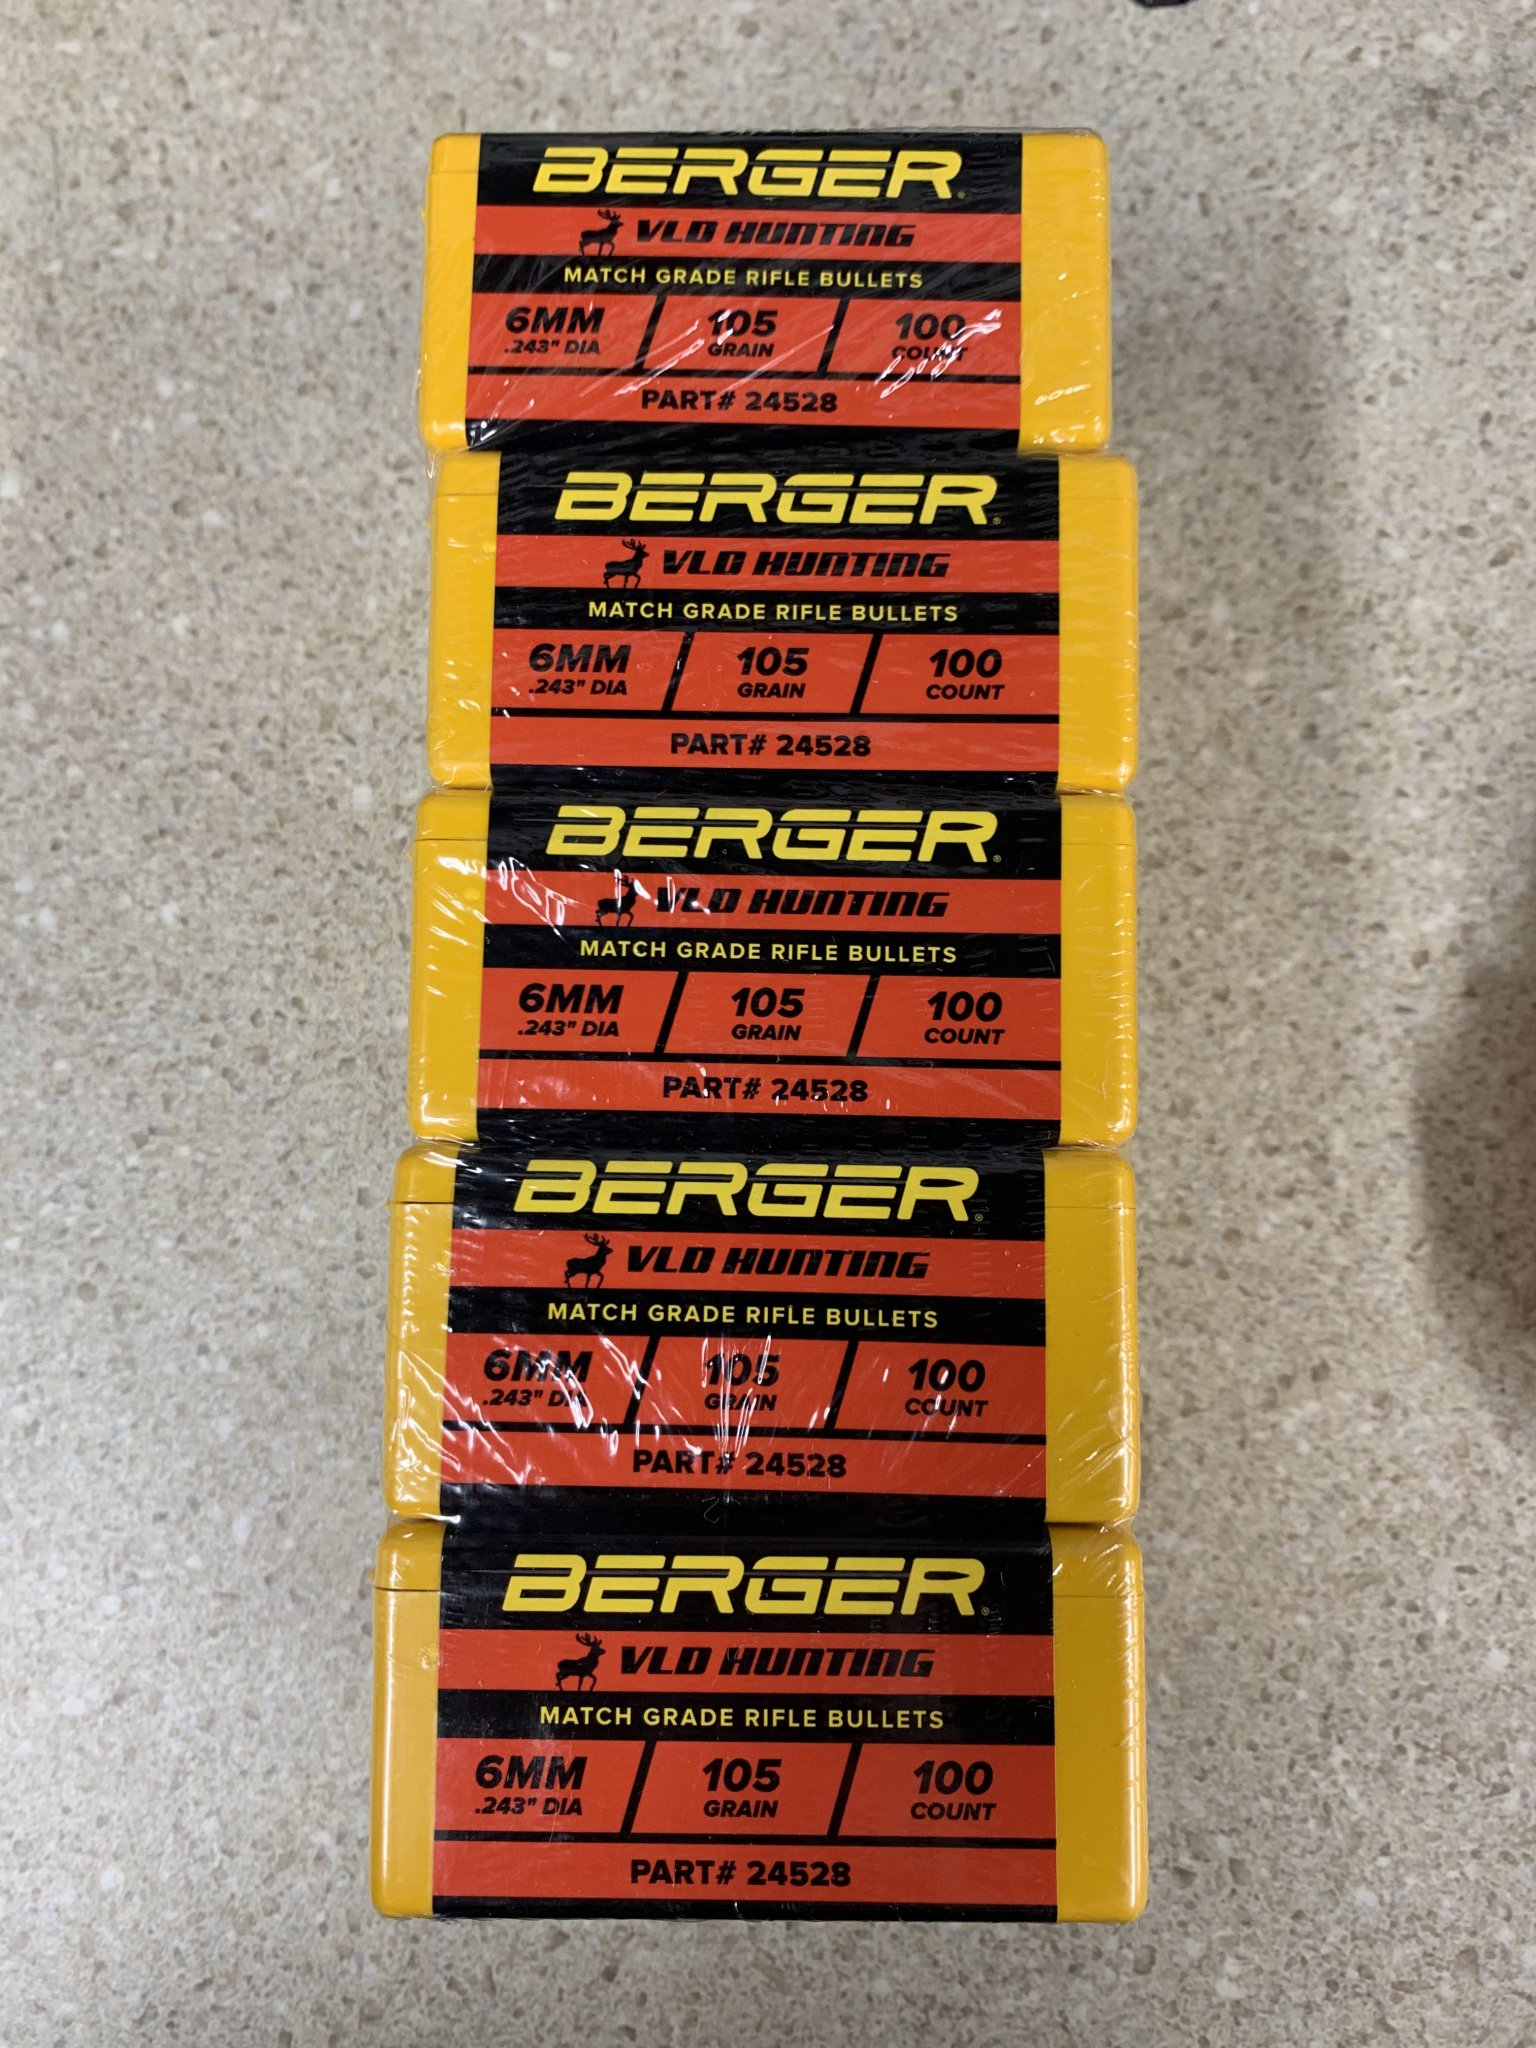 BERGER®
VLD HUNTING
MATCH GRADE RIFLE BULLETS
6MM 105 100
.243" DIA GRAIN COUNT
PART# 24528
BERGER®
VLD HUNTING
MATCH GRADE RIFLE BULLETS
6MM 105 100
.243" DIA GRAIN COUNT
PART# 24528
BERGER®
VLD HUNTING
MATCH GRADE RIFLE BULLETS
6MM 105 100
.243" DIA GRAIN COUNT
PART# 24528
BERGER®
VLD HUNTING
MATCH GRADE RIFLE BULLETS
6MM 105 100
.243" DIA GRAIN COUNT
PART# 24528
BERGER®
VLD HUNTING
MATCH GRADE RIFLE BULLETS
6MM 105 100
.243" DIA GRAIN COUNT
PART# 24528